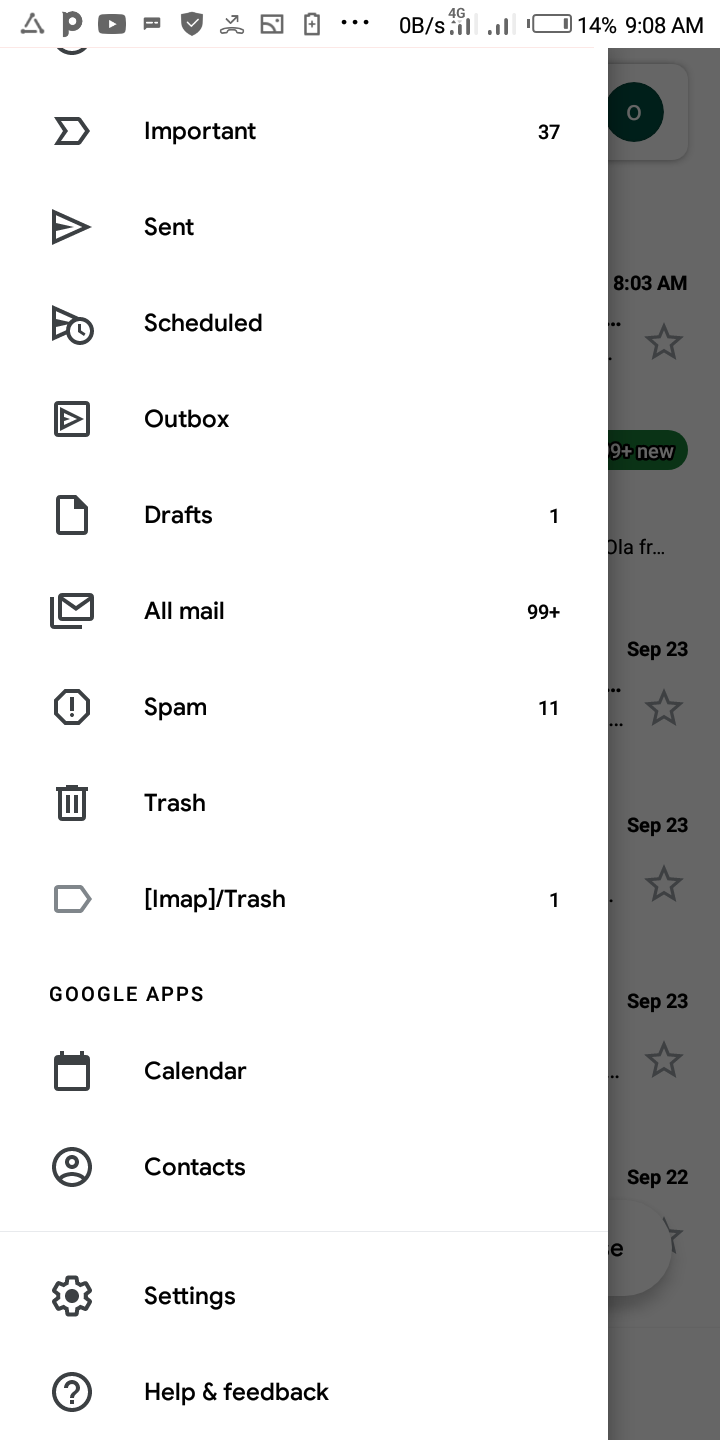 0B/s 4G 14% 9:08 AM
Important 37
O
Sent
8:03 AM
Scheduled
Outbox
9+ new
Drafts 1
Ola fr…
All mail 99+
Sep 23
Spam 11
Trash
Sep 23
[Imap]/Trash 1
GOOGLE APPS
Sep 23
Calendar
Contacts
Sep 22
e
Settings
Help & feedback